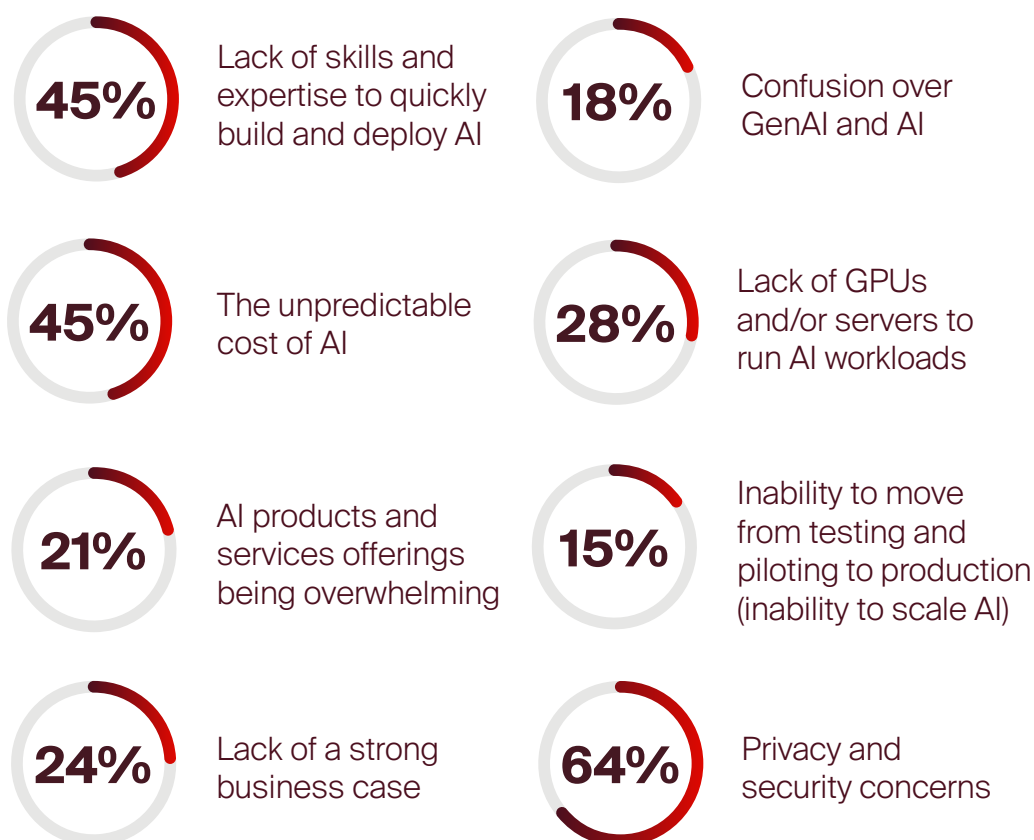 45%
Lack of skills and
expertise to quickly
build and deploy AI
18%
Confusion over
GenAI and AI
45%
The unpredictable
cost of AI
28%
Lack of GPUs
and/or servers to
run AI workloads
21%
AI products and
services offerings
being overwhelming
15%
Inability to move
from testing and
piloting to production
(inability to scale AI)
24%
Lack of a strong
business case
64%
Privacy and
security concerns